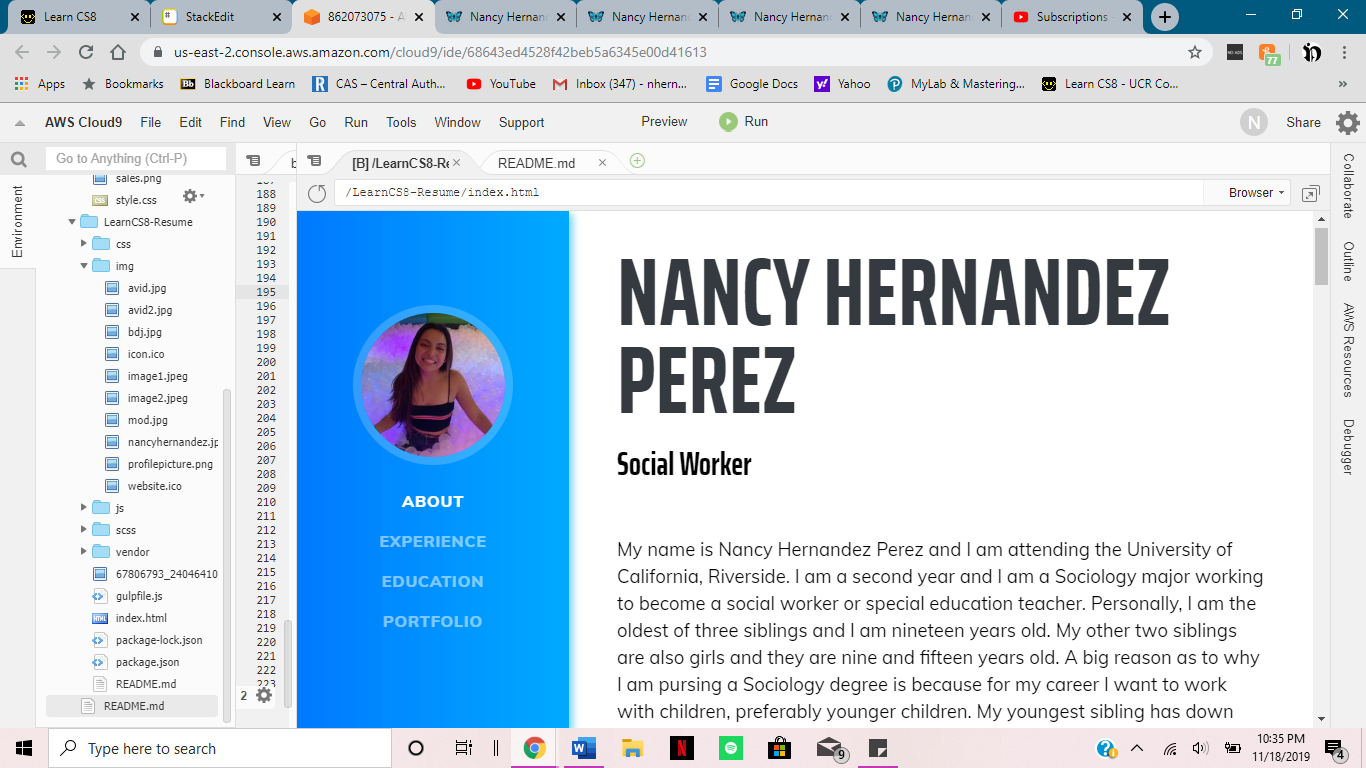 Learn CS8
StackEdit
862073075 - A
Nancy Hernan
Nancy Hernan
Nancy Hernan
Nancy Hernan
Subscriptions -
us-east-2.console.aws.amazon.com/cloud9/ide/68643ed4528f42beb5a6345e00d41613
NO ADS
77
Apps
Bookmarks
Bb Blackboard Learn
R CAS – Central Auth...
YouTube
Inbox (347) - nhern...
Google Docs
Yahoo
MyLab & Mastering...
Learn CS8 - UCR Co...
»
AWS Cloud9 File Edit Find View Go Run Tools Window Support Preview Run
N Share
Go to Anything (Ctrl-P)
b
[B] /LearnCS8-Re
README.md
/LearnCS8-Resume/index.html
Browser
Environment
sales.png
style.css
LearnCS8-Resume
css
img
avid.jpg
avid2.jpg
bdj.jpg
icon.ico
image1.jpeg
image2.jpeg
mod.jpg
nancyhernandez.jp
profilepicture.png
website.ico
js
scss
vendor
67806793_24046410
gulpfile.js
index.html
package-lock.json
package.json
README.md
README.md
187
188
189
190
191
192
193
194
195
196
197
198
199
200
201
202
203
204
205
206
207
208
209
210
211
212
213
214
215
216
217
218
219
220
221
222
223
2
ABOUT
EXPERIENCE
EDUCATION
PORTFOLIO
NANCY HERNANDEZ
PEREZ
Social Worker
My name is Nancy Hernandez Perez and I am attending the University of
California, Riverside. I am a second year and I am a Sociology major working
to become a social worker or special education teacher. Personally, I am the
oldest of three siblings and I am nineteen years old. My other two siblings
are also girls and they are nine and fifteen years old. A big reason as to why
I am pursing a Sociology degree is because for my career I want to work
with children, preferably younger children. My youngest sibling has down
Collaborate
Outline
AWS Resources
Debugger
Type here to search
9
10:35 PM
11/18/2019
4